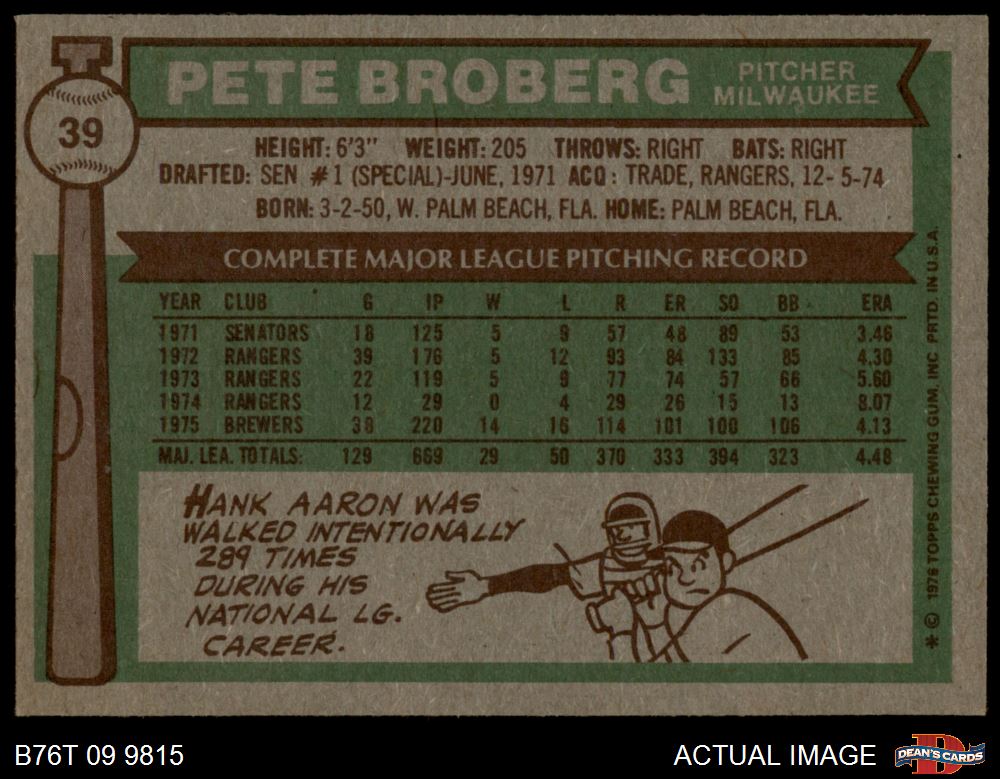 PETE BROBERG
PITCHER
MILWAUKEE
39
HEIGHT: 6'3" WEIGHT: 205 THROWS: RIGHT BATS: RIGHT
DRAFTED: SEN #1 (SPECIAL)-JUNE, 1971 ACQ: TRADE, RANGERS, 12-5-74
BORN: 3-2-50, W. PALM BEACH, FLA. HOME: PALM BEACH, FLA.
COMPLETE MAJOR LEAGUE PITCHING RECORD
YEAR CLUB G IP W L R ER SO BB ERA
1971 SENATORS 18 125 5 9 57 48 89 53 3.46
1972 RANGERS 39 176 5 12 93 84 133 85 4.30
1973 RANGERS 22 119 5 9 77 74 57 66 5.60
1974 RANGERS 12 29 0 4 29 26 15 13 8.07
1975 BREWERS 38 220 14 16 114 101 100 106 4.13
MAJ. LEA. TOTALS: 129 669 29 50 370 333 394 323 4.48
HANK AARON WAS
WALKED INTENTIONALLY
289 TIMES
DURING HIS
NATIONAL LG.
CAREER.
* © 1976 TOPPS CHEWING GUM, INC PRTD. IN U.S.A.
B76T 09 9815
ACTUAL IMAGE
DEAN'S CARDS